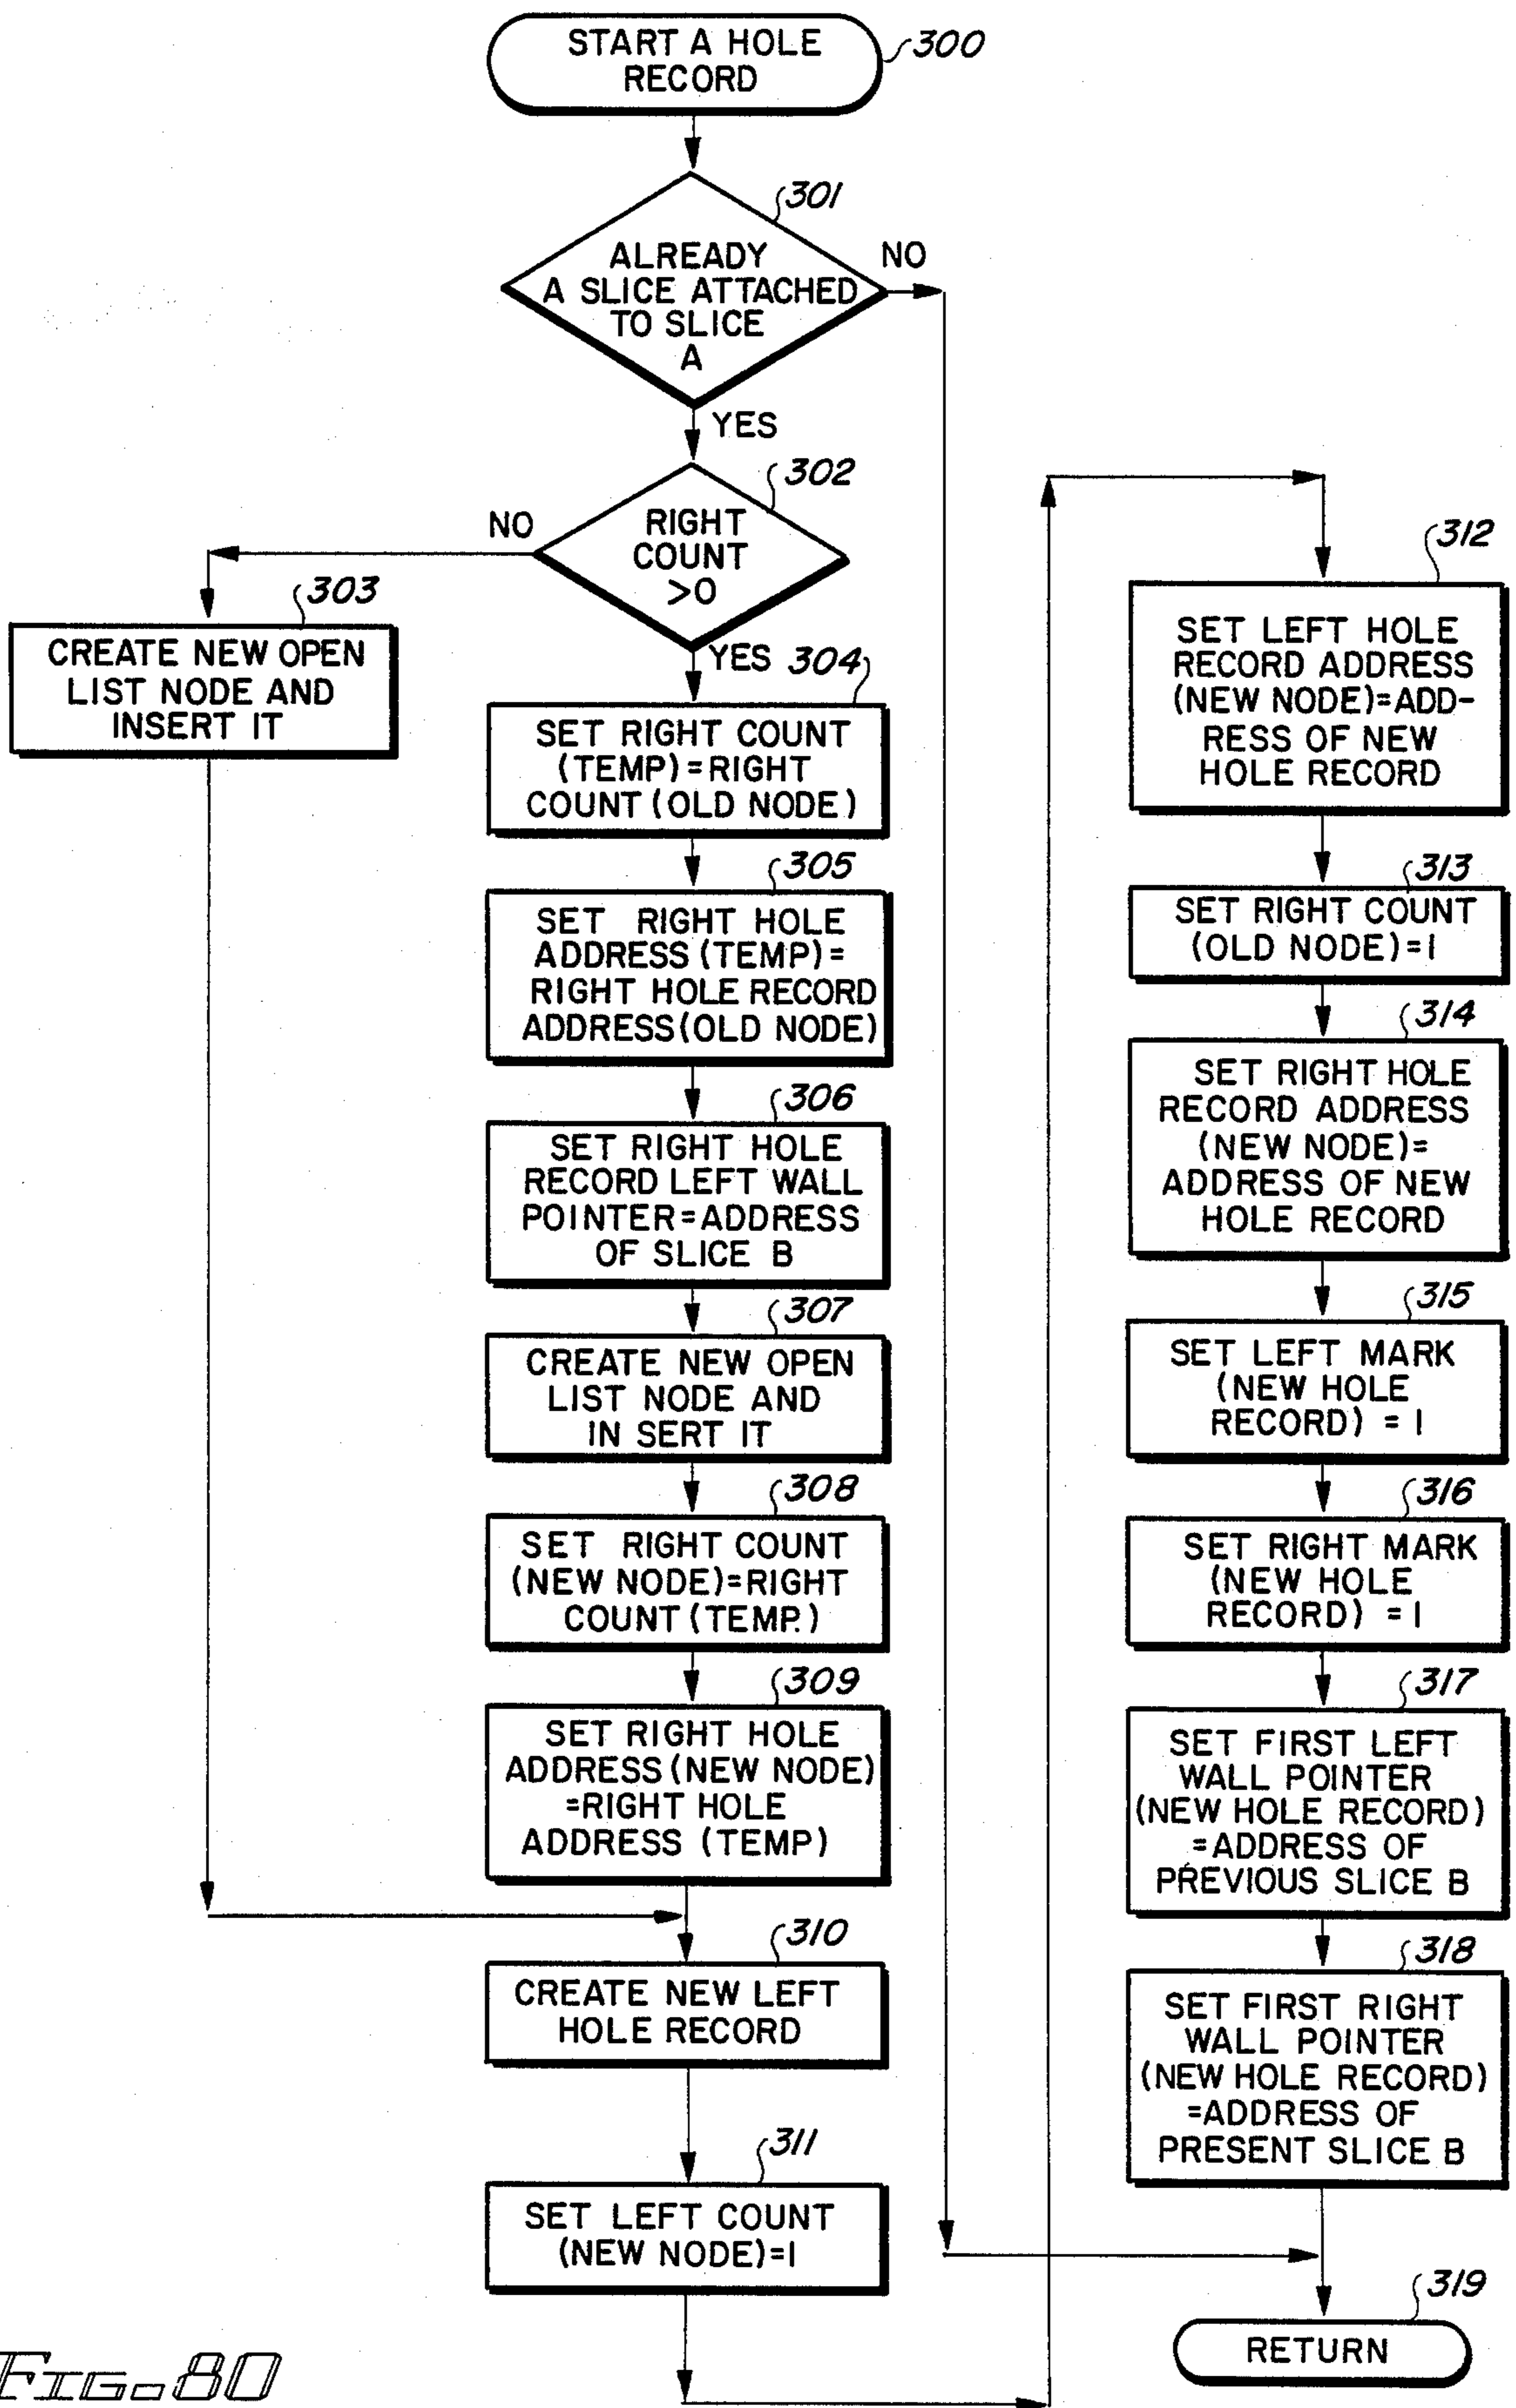 START A HOLE
RECORD
300
301
ALREADY
A SLICE ATTACHED
TO SLICE
A
NO
YES
302
RIGHT
COUNT
>0
NO
303
CREATE NEW OPEN
LIST NODE AND
INSERT IT
YES
304
SET RIGHT COUNT
(TEMP)=RIGHT
COUNT(OLD NODE)
305
SET RIGHT HOLE
ADDRESS(TEMP)=
RIGHT HOLE RECORD
ADDRESS(OLD NODE)
306
SET RIGHT HOLE
RECORD LEFT WALL
POINTER=ADDRESS
OF SLICE B
307
CREATE NEW OPEN
LIST NODE AND
IN SERT IT
308
SET RIGHT COUNT
(NEW NODE)=RIGHT
COUNT(TEMP.)
309
SET RIGHT HOLE
ADDRESS(NEW NODE)
=RIGHT HOLE
ADDRESS (TEMP)
310
CREATE NEW LEFT
HOLE RECORD
311
SET LEFT COUNT
(NEW NODE)=1
312
SET LEFT HOLE
RECORD ADDRESS
(NEW NODE)=ADD-
RESS OF NEW
HOLE RECORD
313
SET RIGHT COUNT
(OLD NODE)=1
314
SET RIGHT HOLE
RECORD ADDRESS
(NEW NODE)=
ADDRESS OF NEW
HOLE RECORD
315
SET LEFT MARK
(NEW HOLE
RECORD) = 1
316
SET RIGHT MARK
(NEW HOLE
RECORD) = 1
317
SET FIRST LEFT
WALL POINTER
(NEW HOLE RECORD)
=ADDRESS OF
PREVIOUS SLICE B
318
SET FIRST RIGHT
WALL POINTER
(NEW HOLE RECORD)
=ADDRESS OF
PRESENT SLICE B
319
RETURN
FIG-80